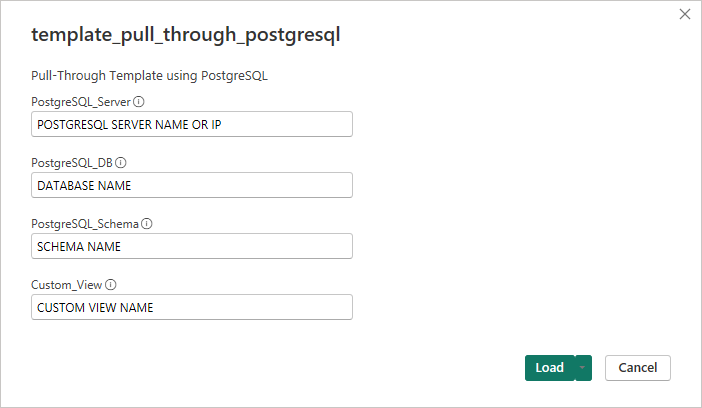 template_pull_through_postgresql
Pull-Through Template using PostgreSQL
PostgreSQL_Server
POSTGRESQL SERVER NAME OR IP
PostgreSQL_DB
DATABASE NAME
PostgreSQL_Schema
SCHEMA NAME
Custom_View
CUSTOM VIEW NAME
Load Cancel